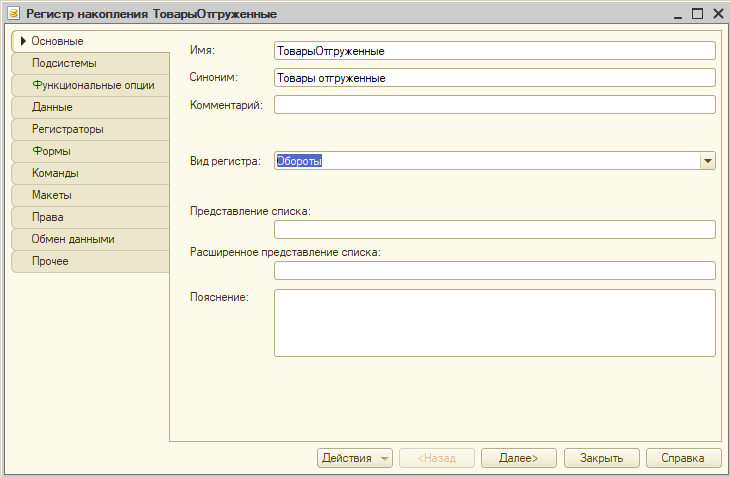 Регистр накопления ТоварыОтгруженные
Основные
Подсистемы
Функциональные опции
Данные
Регистраторы
Формы
Команды
Макеты
Права
Обмен данными
Прочее
Имя: ТоварыОтгруженные
Синоним: Товары отгруженные
Комментарий:
Вид регистра: Обороты
Представление списка:
Расширенное представление списка:
Пояснение:
Действия <Назад Далее> Закрыть Справка